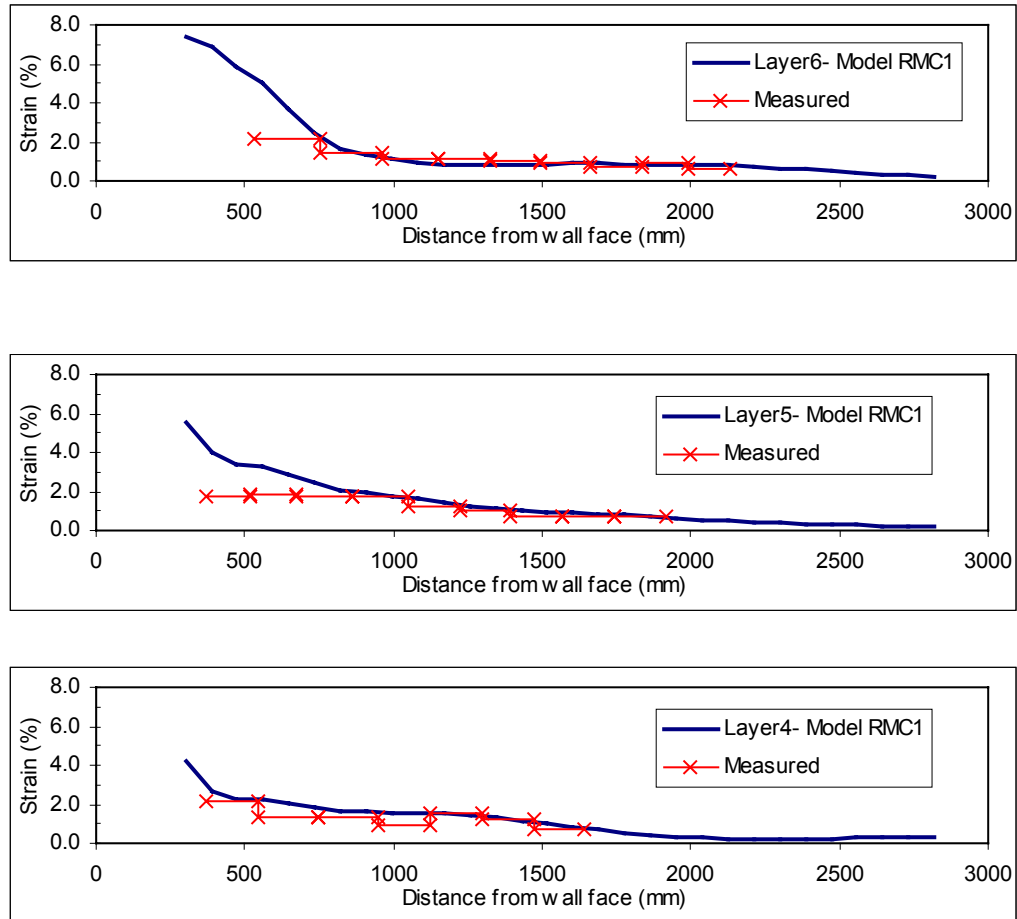 8.0
6.0
4.0
2.0
0.0
Strain (%)
Layer6- Model RMC1
Measured
0 500 1000 1500 2000 2500 3000
Distance from wall face (mm)
8.0
6.0
4.0
2.0
0.0
Strain (%)
Layer5- Model RMC1
Measured
0 500 1000 1500 2000 2500 3000
Distance from wall face (mm)
8.0
6.0
4.0
2.0
0.0
Strain (%)
Layer4- Model RMC1
Measured
0 500 1000 1500 2000 2500 3000
Distance from wall face (mm)